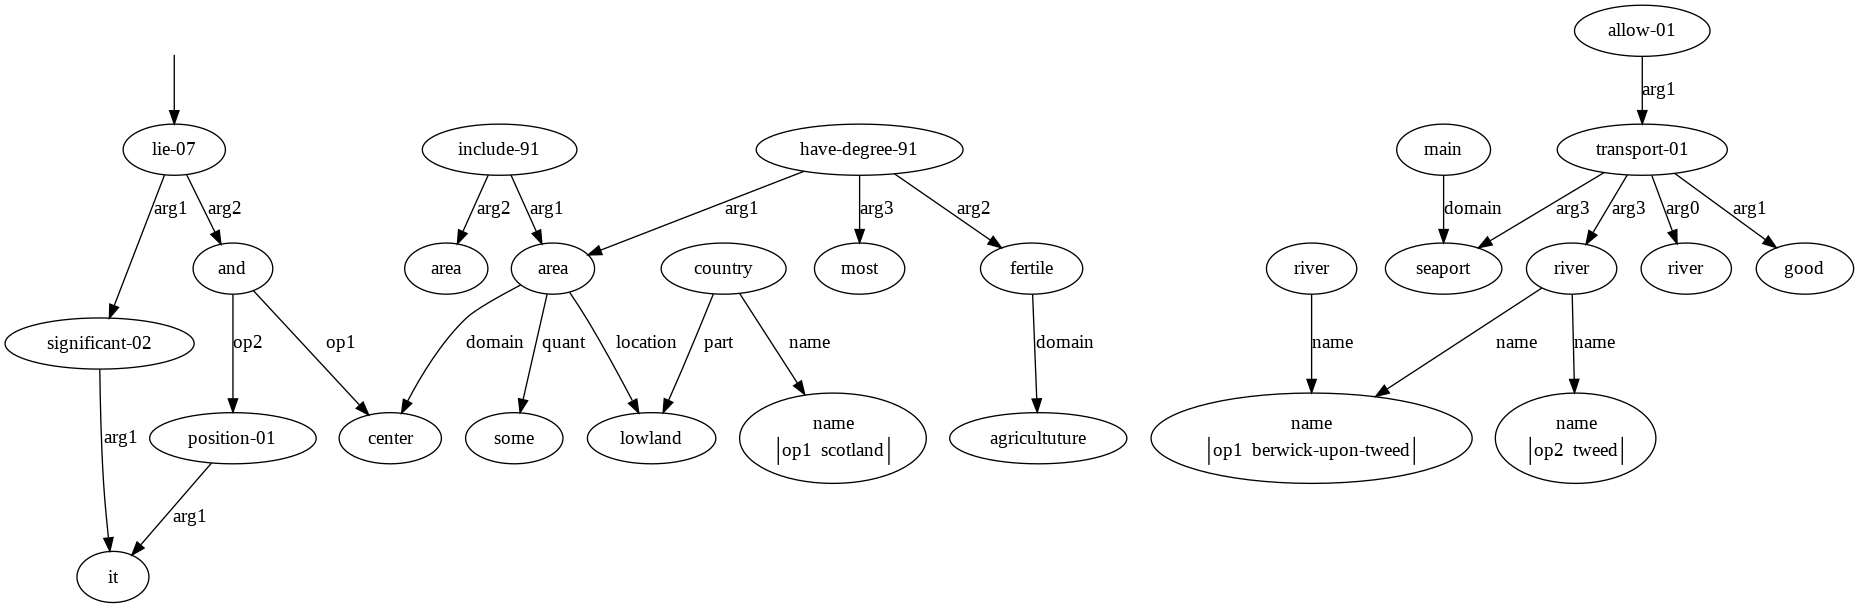 allow-01
arg1
lie-07
include-91
have-degree-91
main
transport-01
arg1
arg2
arg2
arg1
arg1
arg3
arg2
domain
arg3
arg3
arg0
arg1
and
area
area
country
most
fertile
river
seaport
river
river
good
significant-02
op2
op1
domain
quant
location
part
name
domain
name
name
name
arg1
position-01
center
some
lowland
name
op1 scotland
agricultuture
name
op1 berwick-upon-tweed
name
op2 tweed
arg1
it